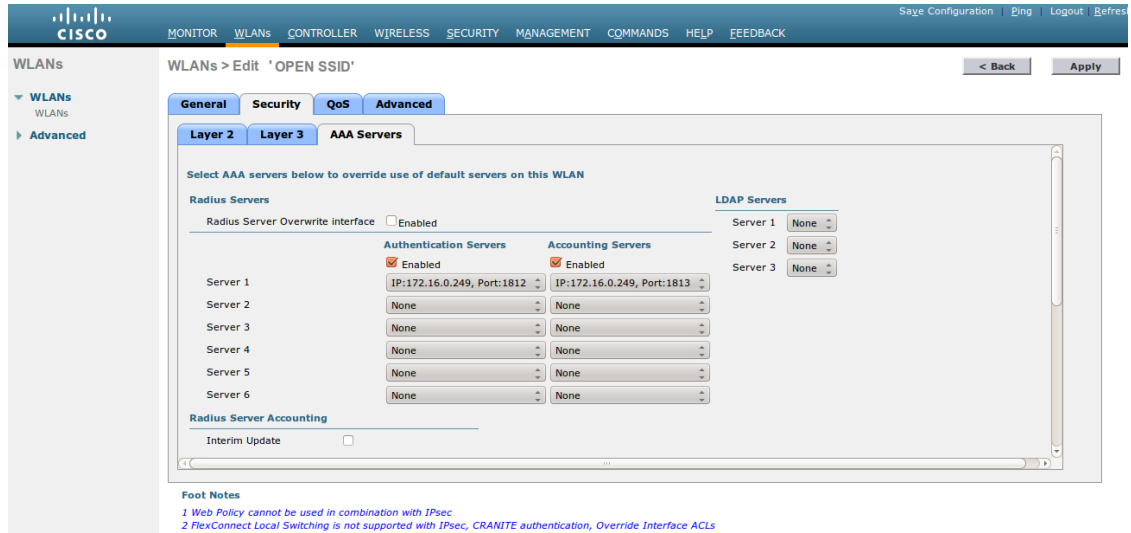 Save Configuration | Ping | Logout | Refresh
CISCO
MONITOR WLANs CONTROLLER WIRELESS SECURITY MANAGEMENT COMMANDS HELP FEEDBACK
WLANs
WLANs > Edit 'OPEN SSID'
< Back
Apply
WLANs
WLANs
Advanced
General Security QoS Advanced
Layer 2 Layer 3 AAA Servers
Select AAA servers below to override use of default servers on this WLAN
Radius Servers
LDAP Servers
Radius Server Overwrite interface Enabled
Server 1 None
Authentication Servers Accounting Servers
Server 2 None
Enabled Enabled
Server 3 None
Server 1 IP:172.16.0.249, Port:1812 IP:172.16.0.249, Port:1813
Server 2 None None
Server 3 None None
Server 4 None None
Server 5 None None
Server 6 None None
Radius Server Accounting
Interim Update
Foot Notes
1 Web Policy cannot be used in combination with IPsec
2 FlexConnect Local Switching is not supported with IPsec, CRANITE authentication, Override Interface ACLs